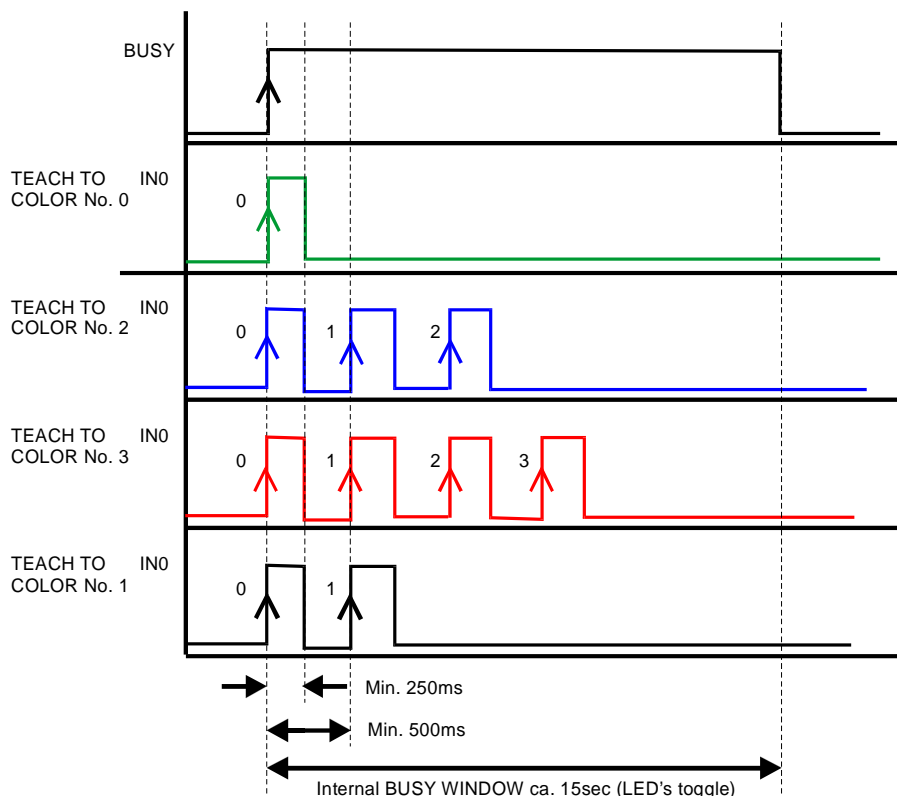 BUSY
TEACH TO IN0
COLOR No. 0
0
TEACH TO IN0
COLOR No. 2
0 1 2
TEACH TO IN0
COLOR No. 3
0 1 2 3
TEACH TO IN0
COLOR No. 1
0 1
Min. 250ms
Min. 500ms
Internal BUSY WINDOW ca. 15sec (LED's toggle)